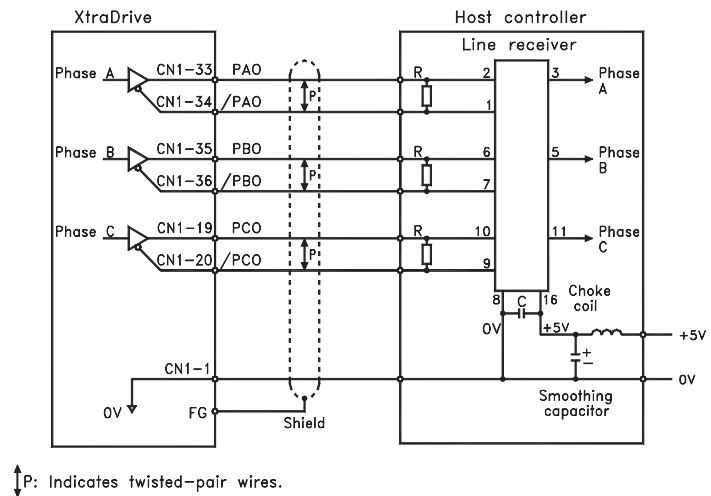 XtraDrive
Host controller
Line receiver
Phase A
CN1-33 PAO
CN1-34 /PAO
P
R
2
1
3
Phase A
Phase B
CN1-35 PBO
CN1-36 /PBO
P
R
6
7
5
Phase B
Phase C
CN1-19 PCO
CN1-20 /PCO
P
R
10
9
11
Phase C
8
C
16
Choke
coil
0V
+5V
+5V
+
−
CN1-1
0V
0V
FG
Shield
Smoothing
capacitor
P: Indicates twisted-pair wires.